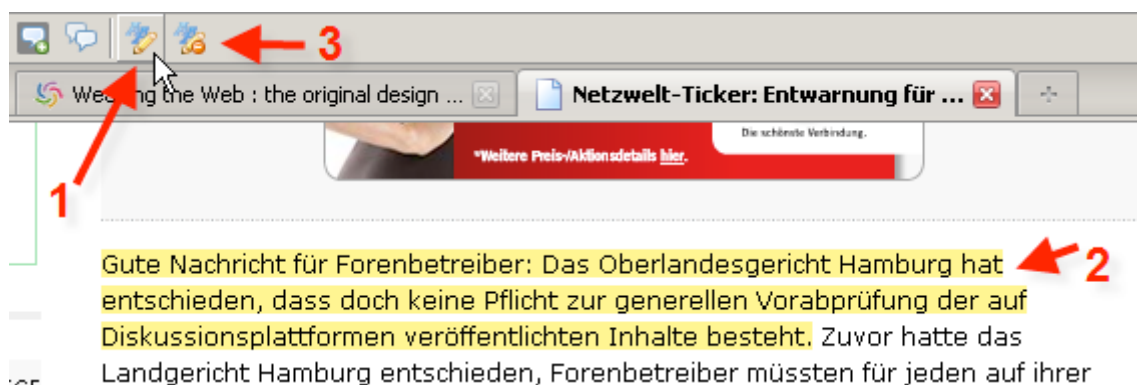 3
Weaving the Web : the original design ...
Netzwelt-Ticker: Entwarnung für ...
Die schönste Verbindung.
*Weitere Preis-/Aktionsdetails hier.
1
Gute Nachricht für Forenbetreiber: Das Oberlandesgericht Hamburg hat
2
entschieden, dass doch keine Pflicht zur generellen Vorabprüfung der auf
Diskussionsplattformen veröffentlichten Inhalte besteht. Zuvor hatte das
Landgericht Hamburg entschieden, Forenbetreiber müssten für jeden auf ihrer